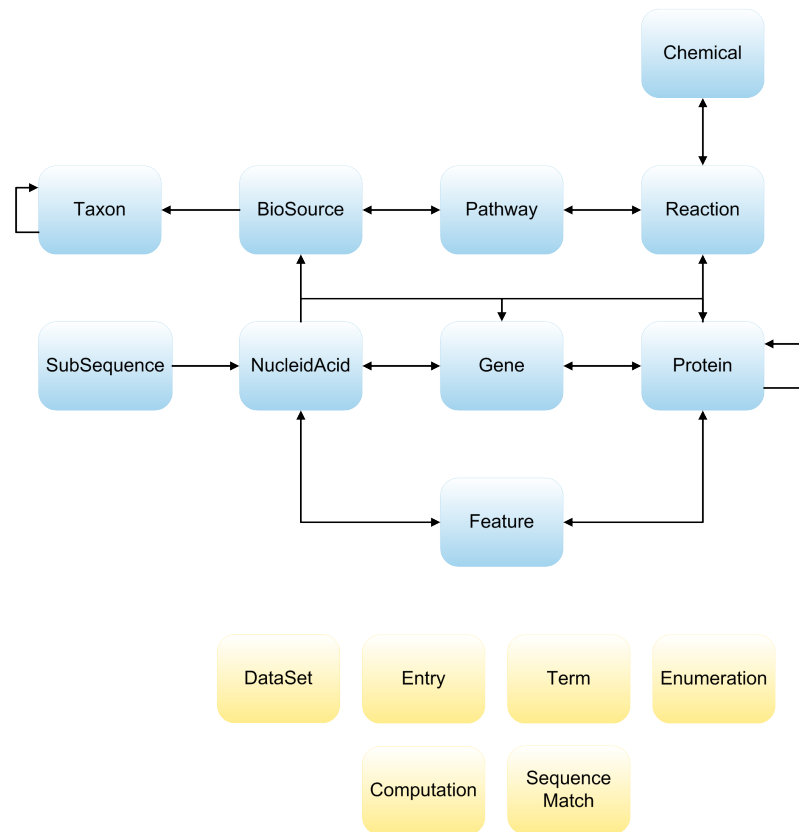 Chemical
Taxon
BioSource
Pathway
Reaction
SubSequence
NucleidAcid
Gene
Protein
Feature
DataSet
Entry
Term
Enumeration
Computation
Sequence
Match